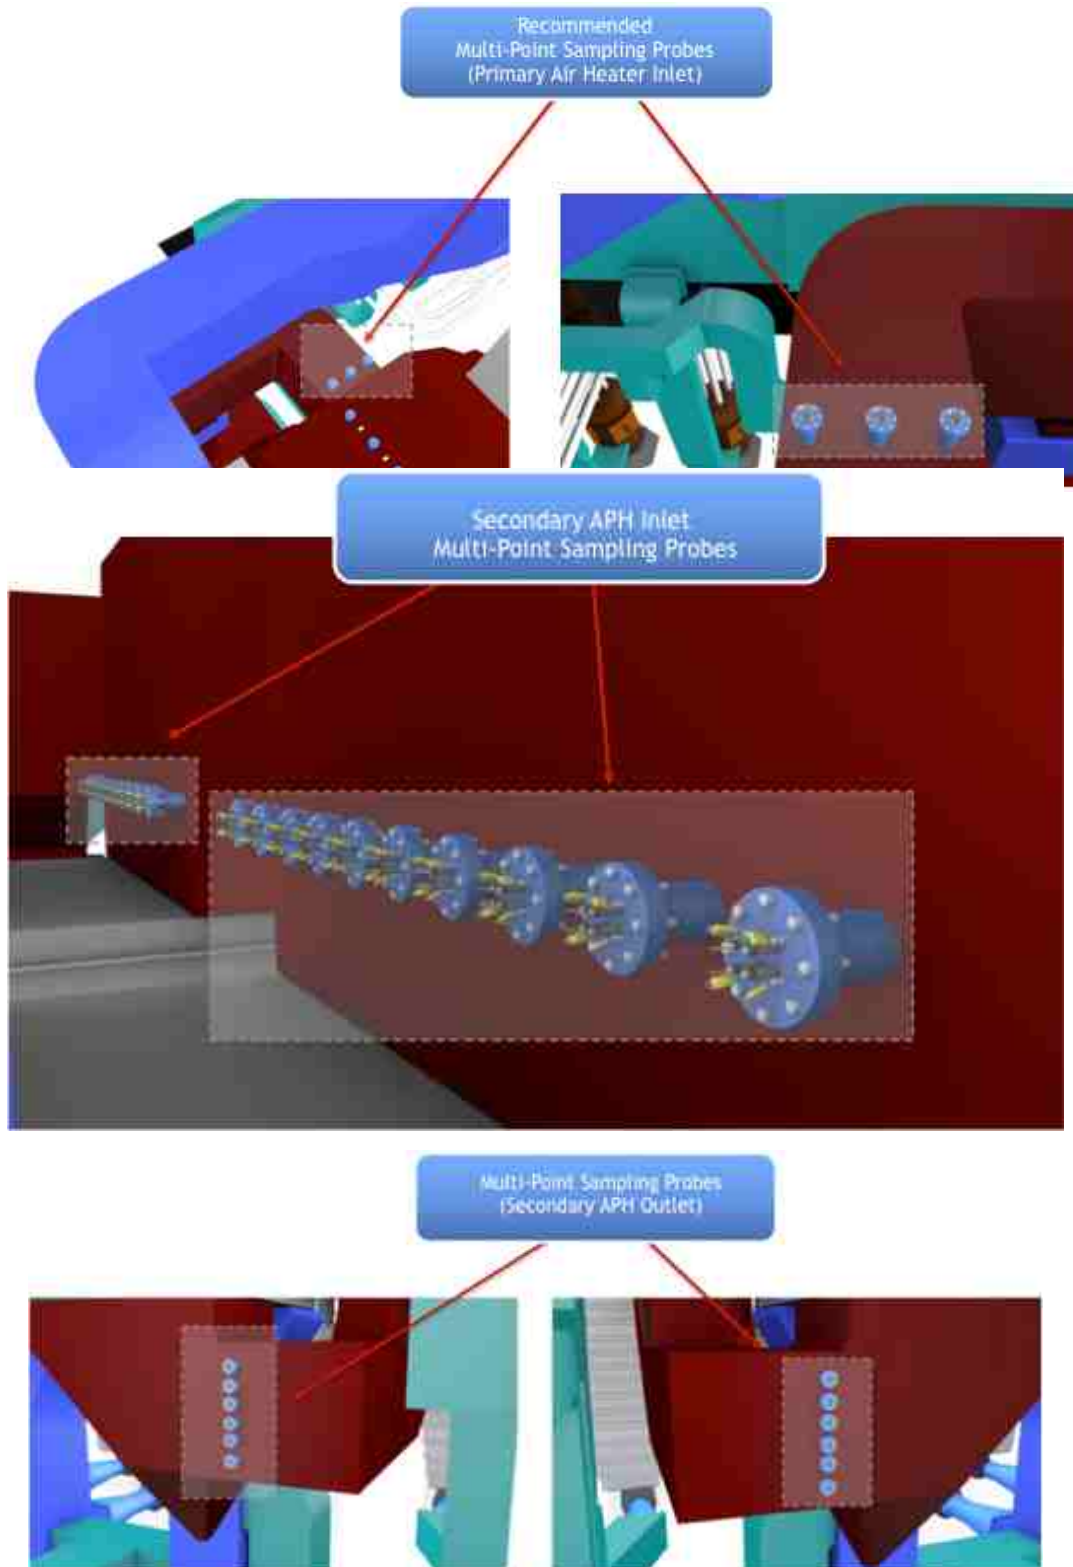 Recommended
Multi-Point Sampling Probes
(Primary Air Heater Inlet)
Secondary APH Inlet
Multi-Point Sampling Probes
Multi-Point Sampling Probes
(Secondary APH Outlet)